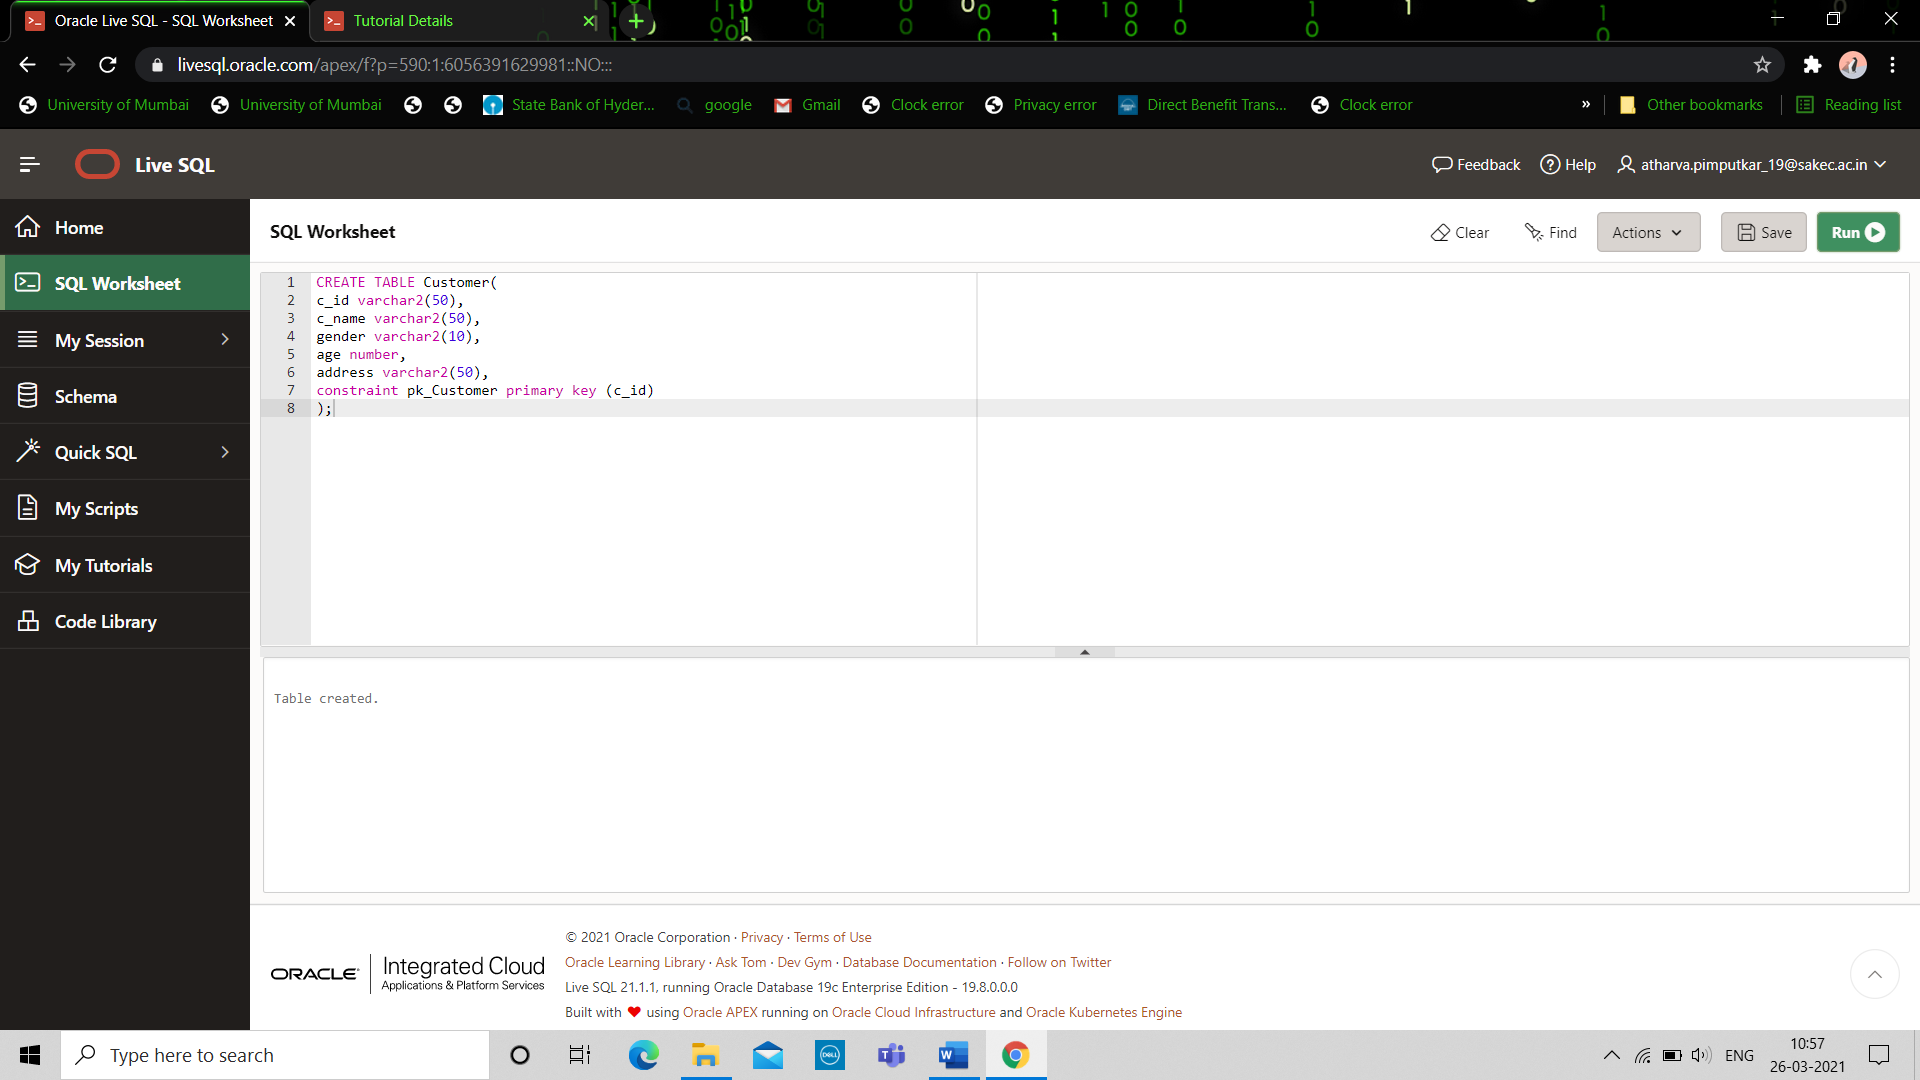 Oracle Live SQL - SQL Worksheet
Tutorial Details
livesql.oracle.com/apex/f?p=590:1:6056391629981::NO:::
University of Mumbai
University of Mumbai
State Bank of Hyder...
google
Gmail
Clock error
Privacy error
Direct Benefit Trans...
Clock error
»
Other bookmarks
Reading list
Live SQL
Feedback
Help
atharva.pimputkar_19@sakec.ac.in
Home
SQL Worksheet
My Session
Schema
Quick SQL
My Scripts
My Tutorials
Code Library
SQL Worksheet
Clear
Find
Actions
Save
Run
1 CREATE TABLE Customer(
2 c_id varchar2(50),
3 c_name varchar2(50),
4 gender varchar2(10),
5 age number,
6 address varchar2(50),
7 constraint pk_Customer primary key (c_id)
8 );
Table created.
ORACLE
Integrated Cloud
Applications & Platform Services
© 2021 Oracle Corporation · Privacy · Terms of Use
Oracle Learning Library · Ask Tom · Dev Gym · Database Documentation · Follow on Twitter
Live SQL 21.1.1, running Oracle Database 19c Enterprise Edition - 19.8.0.0.0
Built with ❤ using Oracle APEX running on Oracle Cloud Infrastructure and Oracle Kubernetes Engine
Type here to search
DELL
ENG
10:57
26-03-2021